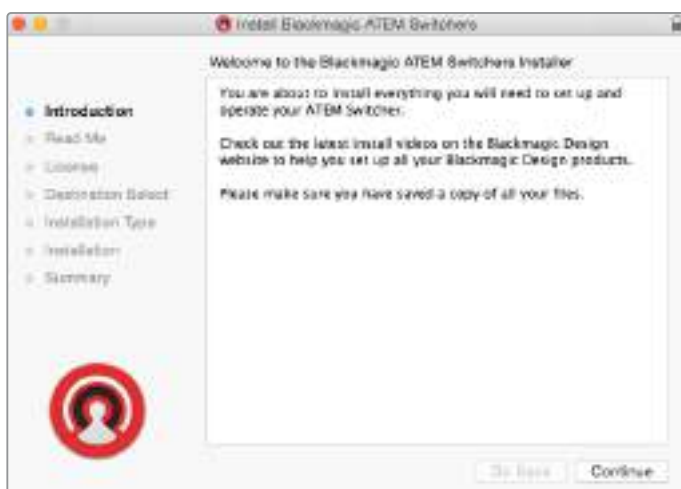 Install Blackmagic ATEM Switchers
Welcome to the Blackmagic ATEM Switchers Installer
Introduction
Read Me
License
Destination Select
Installation Type
Installation
Summary
You are about to install everything you will need to set up and
operate your ATEM Switcher.
Check out the latest install videos on the Blackmagic Design
website to help you set up all your Blackmagic Design products.
Please make sure you have saved a copy of all your files.
Go Back
Continue